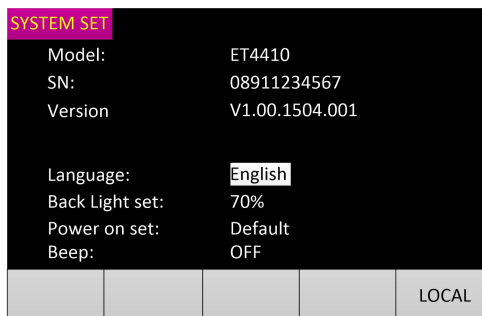 SYSTEM SET
Model: ET4410
SN: 08911234567
Version V1.00.1504.001
Language: English
Back Light set: 70%
Power on set: Default
Beep: OFF
LOCAL